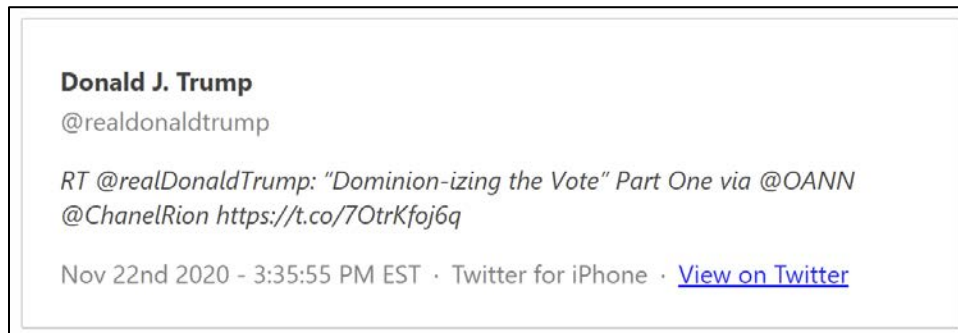 Donald J. Trump
@realdonaldtrump
RT @realDonaldTrump: “Dominion-izing the Vote” Part One via @OANN
@ChanelRion https://t.co/7OtrKfoj6q
Nov 22nd 2020 - 3:35:55 PM EST · Twitter for iPhone · View on Twitter